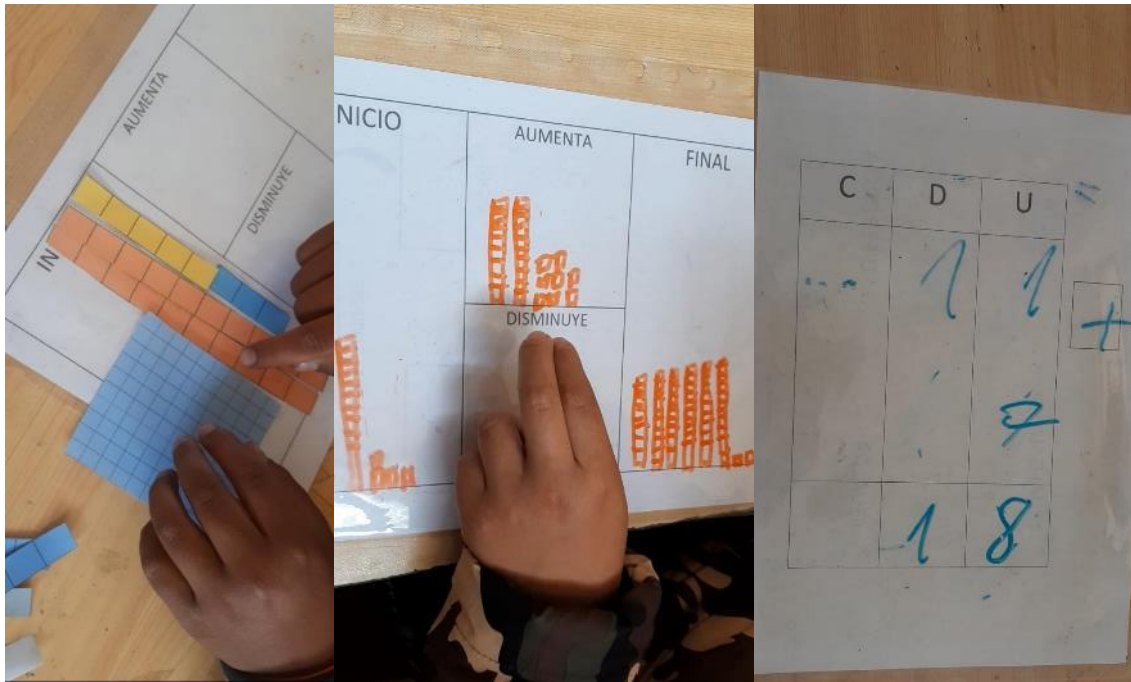 AUMENTA
DISMINUYE
IN
NICIO
AUMENTA
FINAL
DISMINUYE
C D U
1 1
+
7
1 8